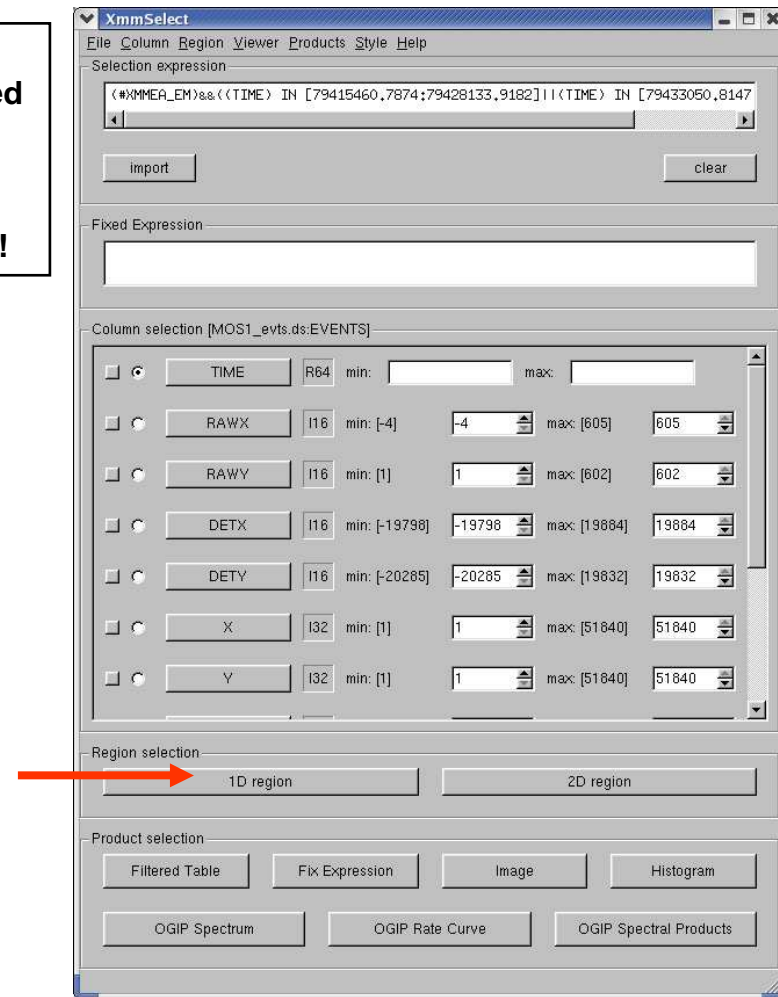 ed
!
XmmSelect
File Column Region Viewer Products Style Help
Selection expression
(#XMMEA_EM)&&((TIME) IN [79415460.7874:79428133.9182]||(TIME) IN [79433050.8147
import clear
Fixed Expression
Column selection [MOS1_evts.ds:EVENTS]
TIME R64 min: max:
RAWX I16 min: [-4] -4 max: [605] 605
RAWY I16 min: [1] 1 max: [602] 602
DETX I16 min: [-19798] -19798 max: [19884] 19884
DETY I16 min: [-20285] -20285 max: [19832] 19832
X I32 min: [1] 1 max: [51840] 51840
Y I32 min: [1] 1 max: [51840] 51840
Region selection
1D region 2D region
Product selection
Filtered Table Fix Expression Image Histogram
OGIP Spectrum OGIP Rate Curve OGIP Spectral Products